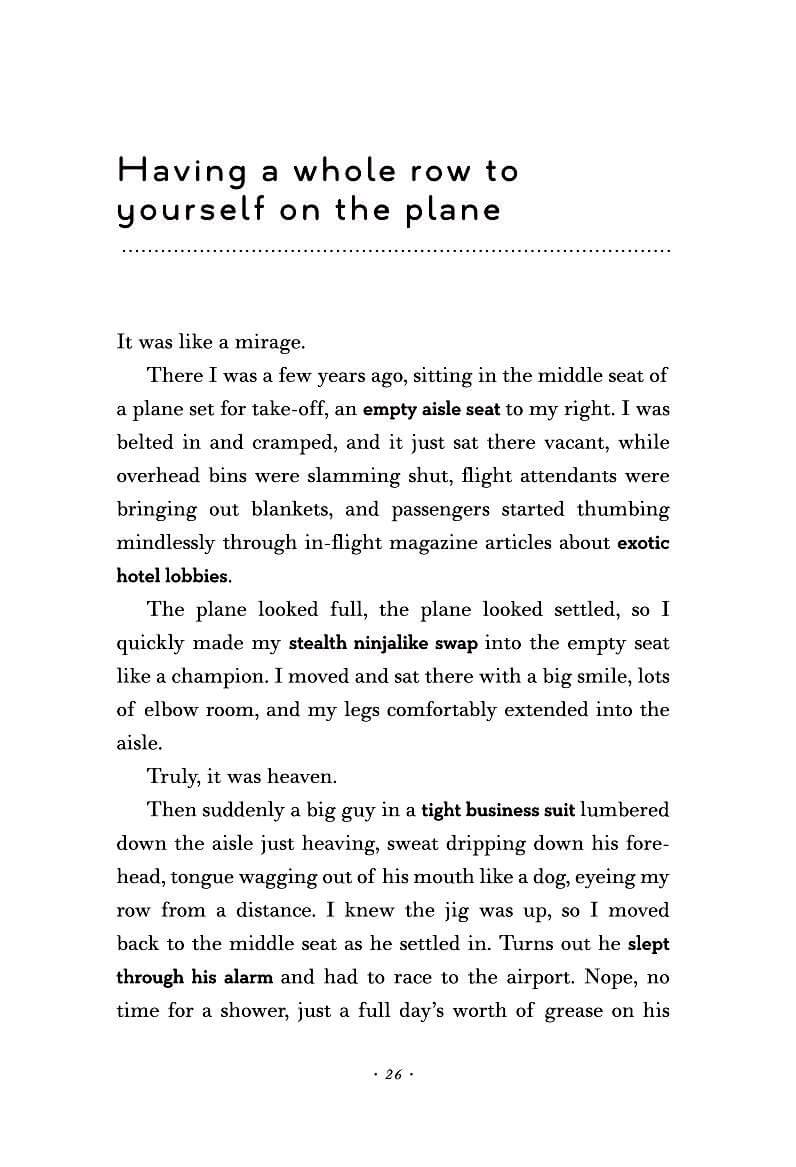 Having a whole row to
yourself on the plane
It was like a mirage.
There I was a few years ago, sitting in the middle seat of
a plane set for take-off, an empty aisle seat to my right. I was
belted in and cramped, and it just sat there vacant, while
overhead bins were slamming shut, flight attendants were
bringing out blankets, and passengers started thumbing
mindlessly through in-flight magazine articles about exotic
hotel lobbies.
The plane looked full, the plane looked settled, so I
quickly made my stealth ninjalike swap into the empty seat
like a champion. I moved and sat there with a big smile, lots
of elbow room, and my legs comfortably extended into the
aisle.
Truly, it was heaven.
Then suddenly a big guy in a tight business suit lumbered
down the aisle just heaving, sweat dripping down his fore-
head, tongue wagging out of his mouth like a dog, eyeing my
row from a distance. I knew the jig was up, so I moved
back to the middle seat as he settled in. Turns out he slept
through his alarm and had to race to the airport. Nope, no
time for a shower, just a full day’s worth of grease on his
· 26 ·